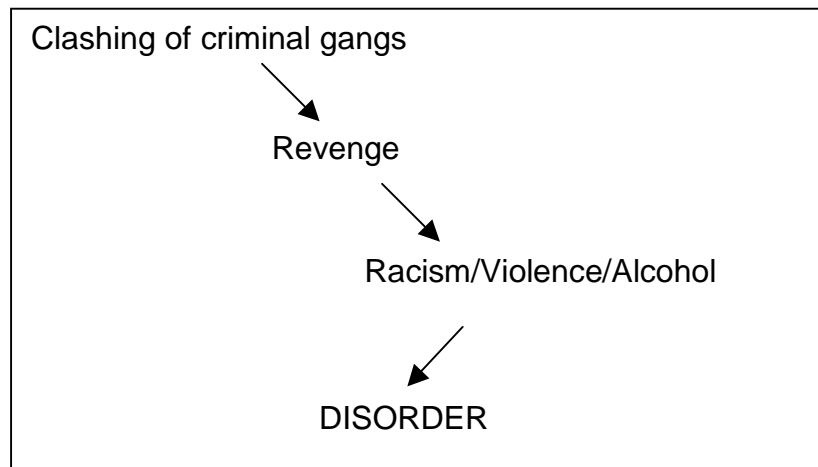 Clashing of criminal gangs
Revenge
Racism/Violence/Alcohol
DISORDER